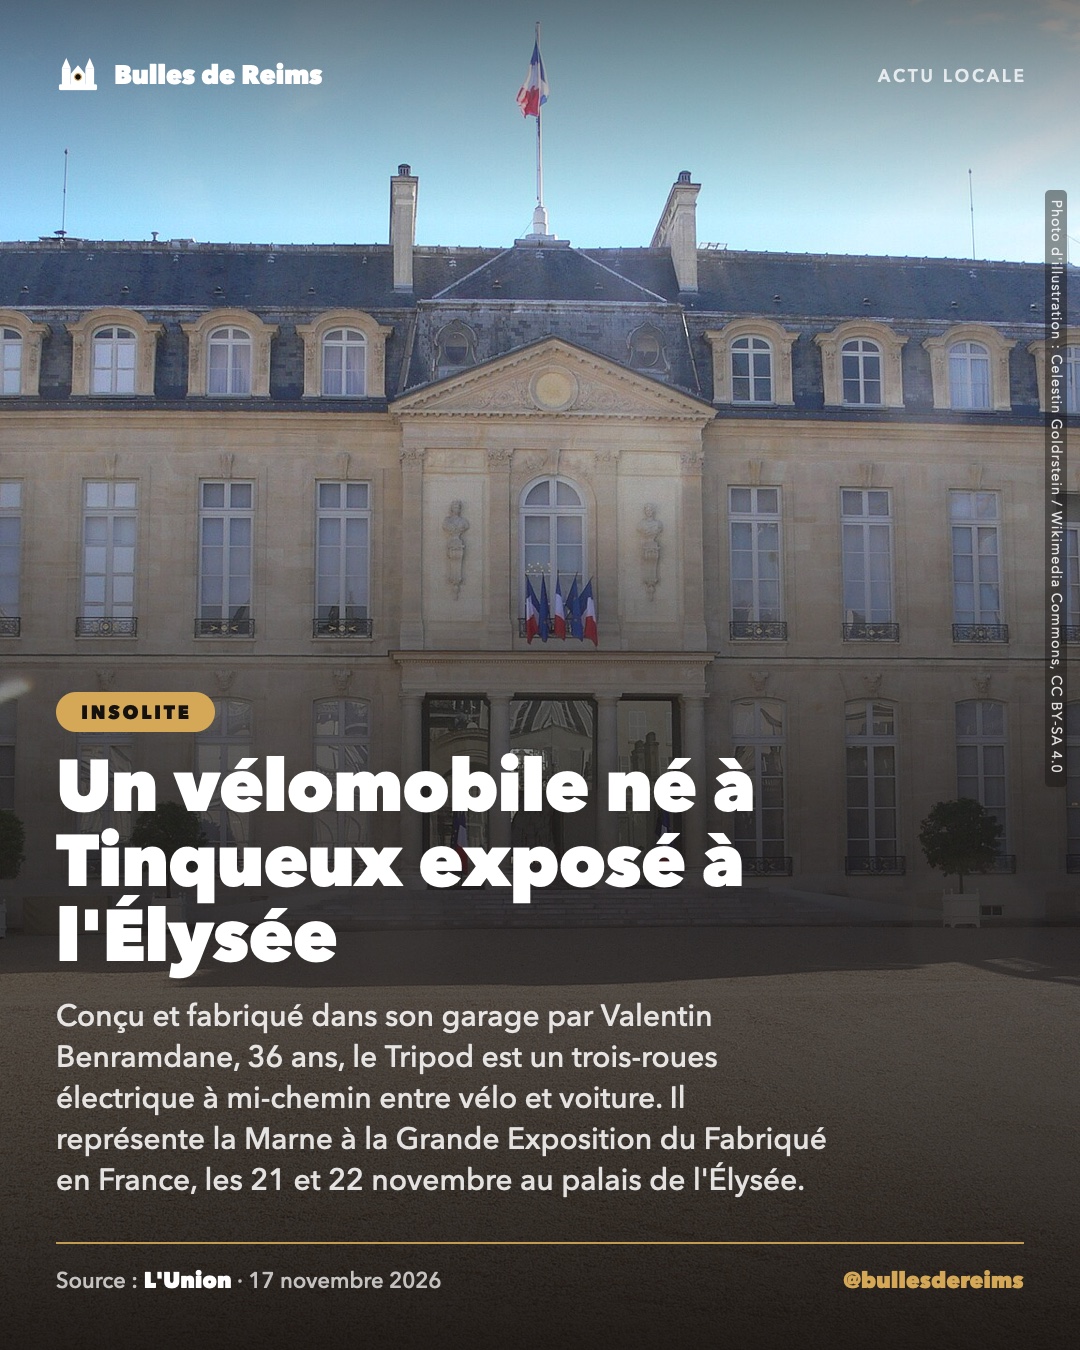 Bulles de Reims
ACTU LOCALE
Photo d'illustration : Celestin Goldrstein / Wikimedia Commons, CC BY-SA 4.0
INSOLITE
Un vélomobile né à
Tinqueux exposé à
l'Élysée
Conçu et fabriqué dans son garage par Valentin
Benramdane, 36 ans, le Tripod est un trois-roues
électrique à mi-chemin entre vélo et voiture. Il
représente la Marne à la Grande Exposition du Fabriqué
en France, les 21 et 22 novembre au palais de l'Élysée.
Source : L'Union · 17 novembre 2026
@bullesdereims